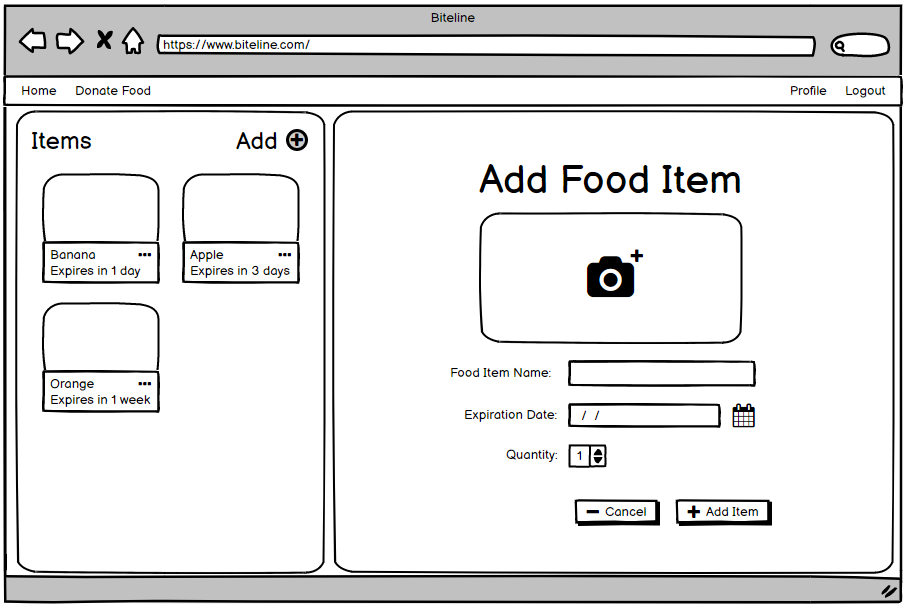 Biteline
https://www.biteline.com/
Home Donate Food Profile Logout
Items Add
Banana ...
Expires in 1 day
Apple ...
Expires in 3 days
Orange ...
Expires in 1 week
Add Food Item
Food Item Name:
Expiration Date: / /
Quantity: 1
Cancel Add Item